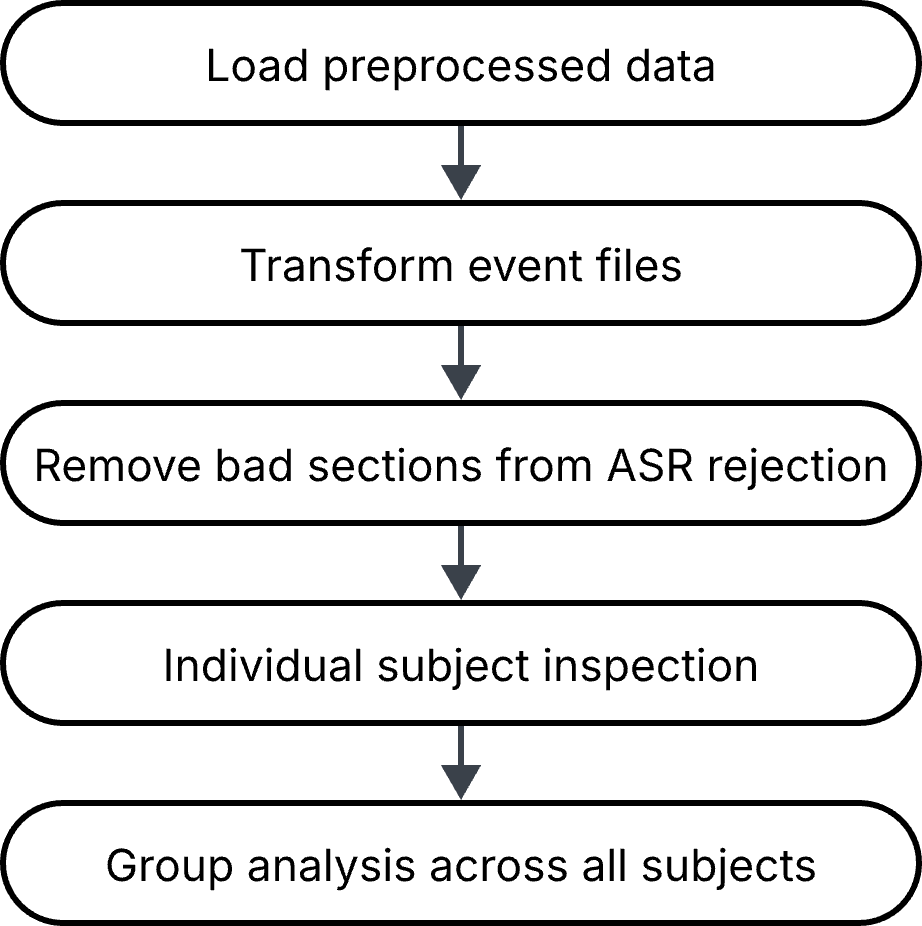 Load preprocessed data
Transform event files
Remove bad sections from ASR rejection
Individual subject inspection
Group analysis across all subjects